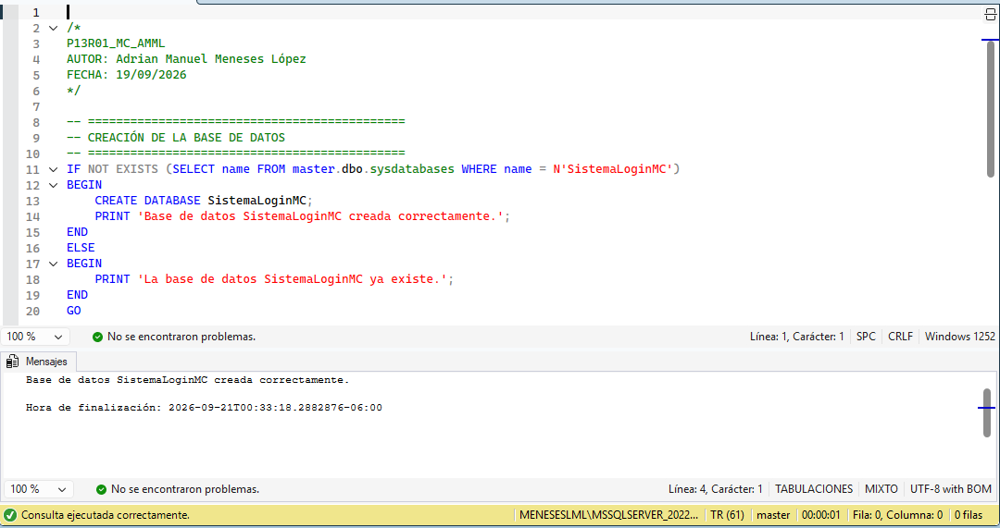 1
2 /*
3 P13R01_MC_AMML
4 AUTOR: Adrian Manuel Meneses López
5 FECHA: 19/09/2026
6 */
7
8 -- =============================================
9 -- CREACIÓN DE LA BASE DE DATOS
10 -- =============================================
11 IF NOT EXISTS (SELECT name FROM master.dbo.sysdatabases WHERE name = N'SistemaLoginMC')
12 BEGIN
13     CREATE DATABASE SistemaLoginMC;
14     PRINT 'Base de datos SistemaLoginMC creada correctamente.';
15 END
16 ELSE
17 BEGIN
18     PRINT 'La base de datos SistemaLoginMC ya existe.';
19 END
20 GO
100 % No se encontraron problemas. Línea: 1, Carácter: 1 SPC CRLF Windows 1252
Mensajes
Base de datos SistemaLoginMC creada correctamente.
Hora de finalización: 2026-09-21T00:33:18.2882876-06:00
100 % No se encontraron problemas. Línea: 4, Carácter: 1 TABULACIONES MIXTO UTF-8 with BOM
Consulta ejecutada correctamente. MENESESLML\MSSQLSERVER_2022... TR (61) master 00:00:01 Fila: 0, Columna: 0 0 filas